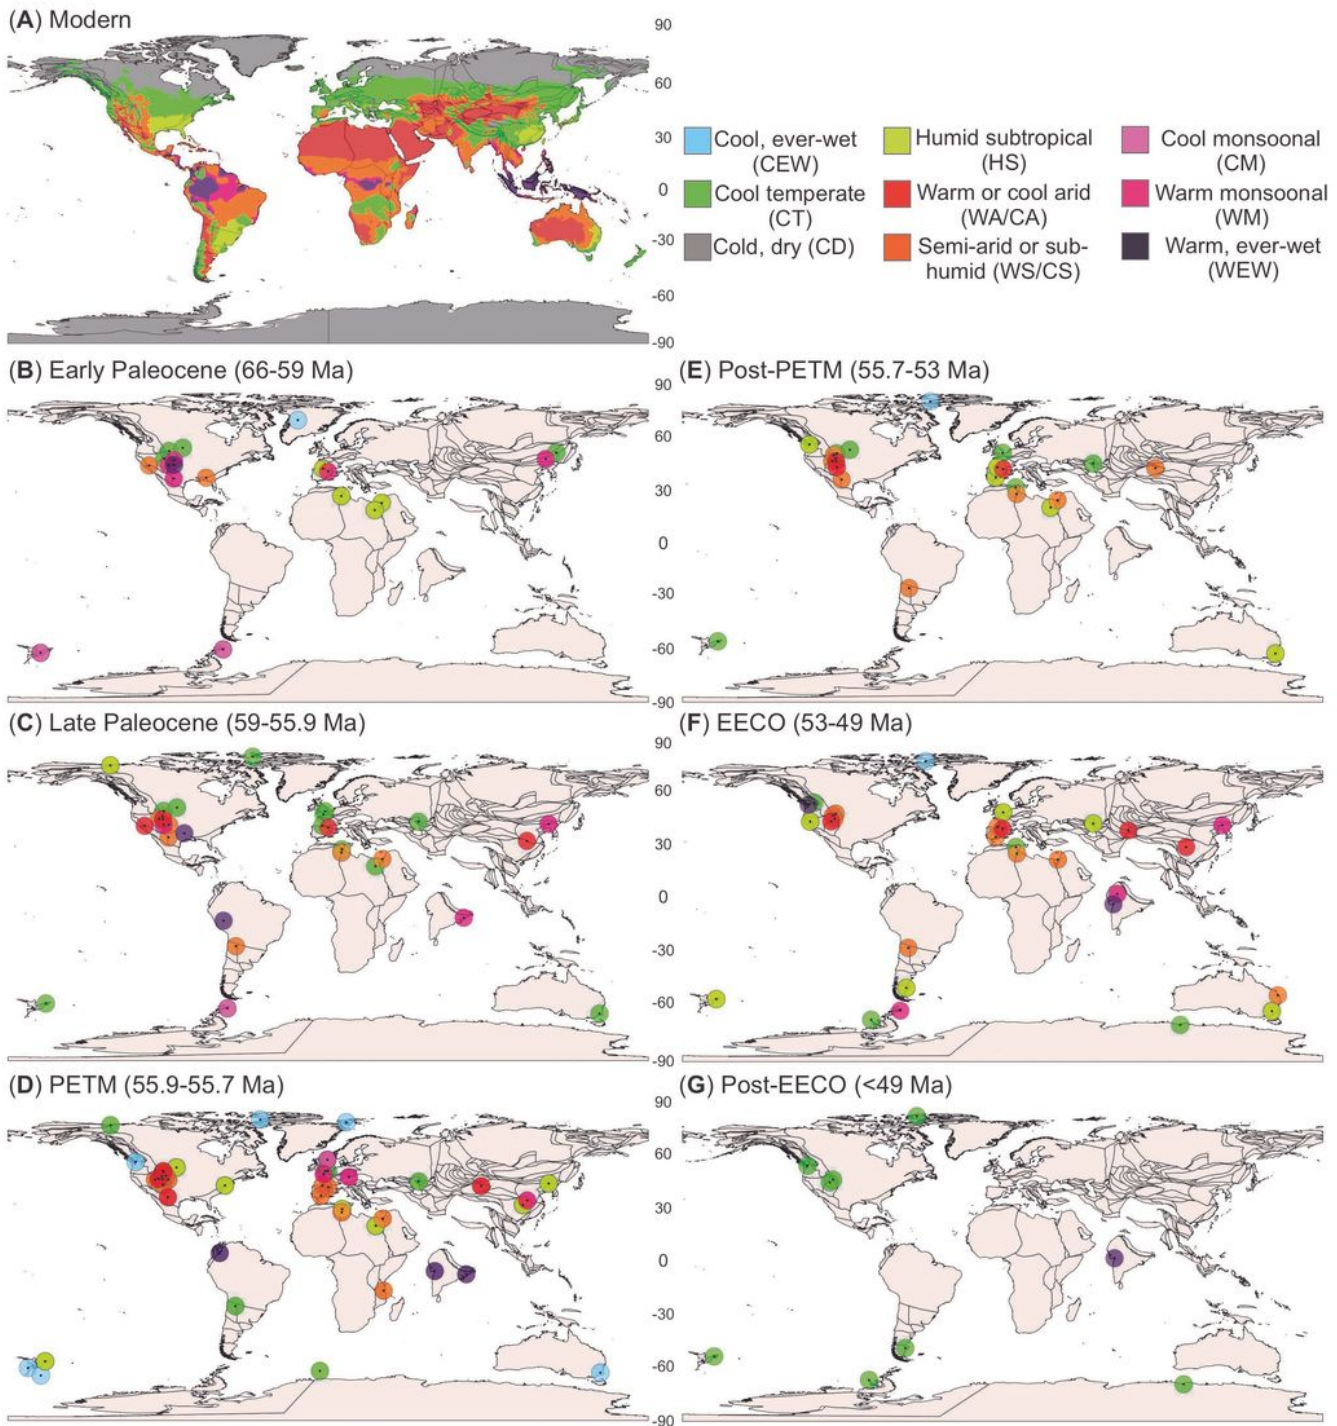 (A) Modern
90
60
30
0
-30
-60
-90
Cool, ever-wet
(CEW)
Cool temperate
(CT)
Cold, dry (CD)
Humid subtropical
(HS)
Warm or cool arid
(WA/CA)
Semi-arid or sub-
humid (WS/CS)
Cool monsoonal
(CM)
Warm monsoonal
(WM)
Warm, ever-wet
(WEW)
(B) Early Paleocene (66-59 Ma)
90
60
30
0
-30
-60
-90
(E) Post-PETM (55.7-53 Ma)
(C) Late Paleocene (59-55.9 Ma)
90
60
30
0
-30
-60
-90
(F) EECO (53-49 Ma)
(D) PETM (55.9-55.7 Ma)
90
60
30
0
-30
-60
-90
(G) Post-EECO (<49 Ma)